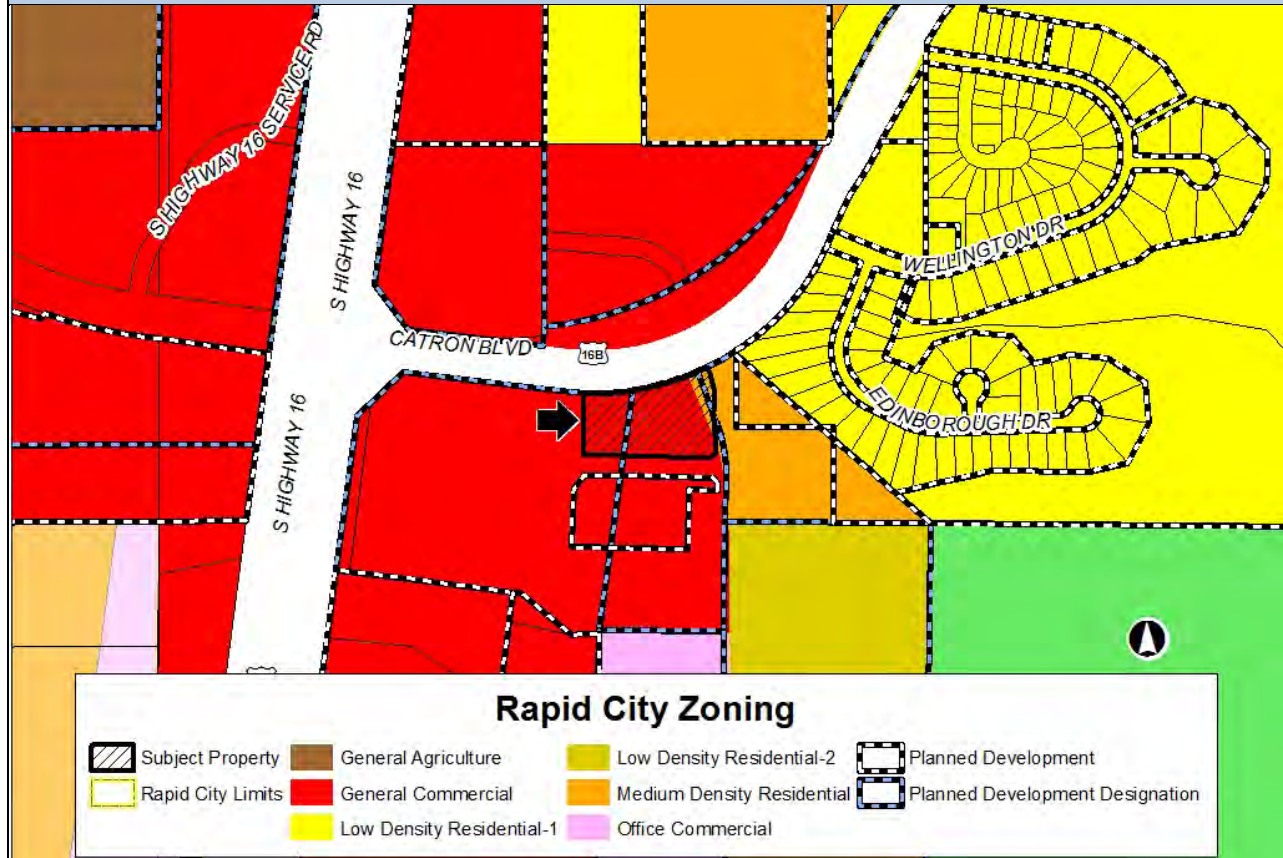 S HIGHWAY 16 SERVICE RD
S HIGHWAY 16
S HIGHWAY 16
CATRON BLVD
16B
WELLINGTON DR
EDINBOROUGH DR
Rapid City Zoning
Subject Property
General Agriculture
Low Density Residential-2
Planned Development
Rapid City Limits
General Commercial
Medium Density Residential
Planned Development Designation
Low Density Residential-1
Office Commercial